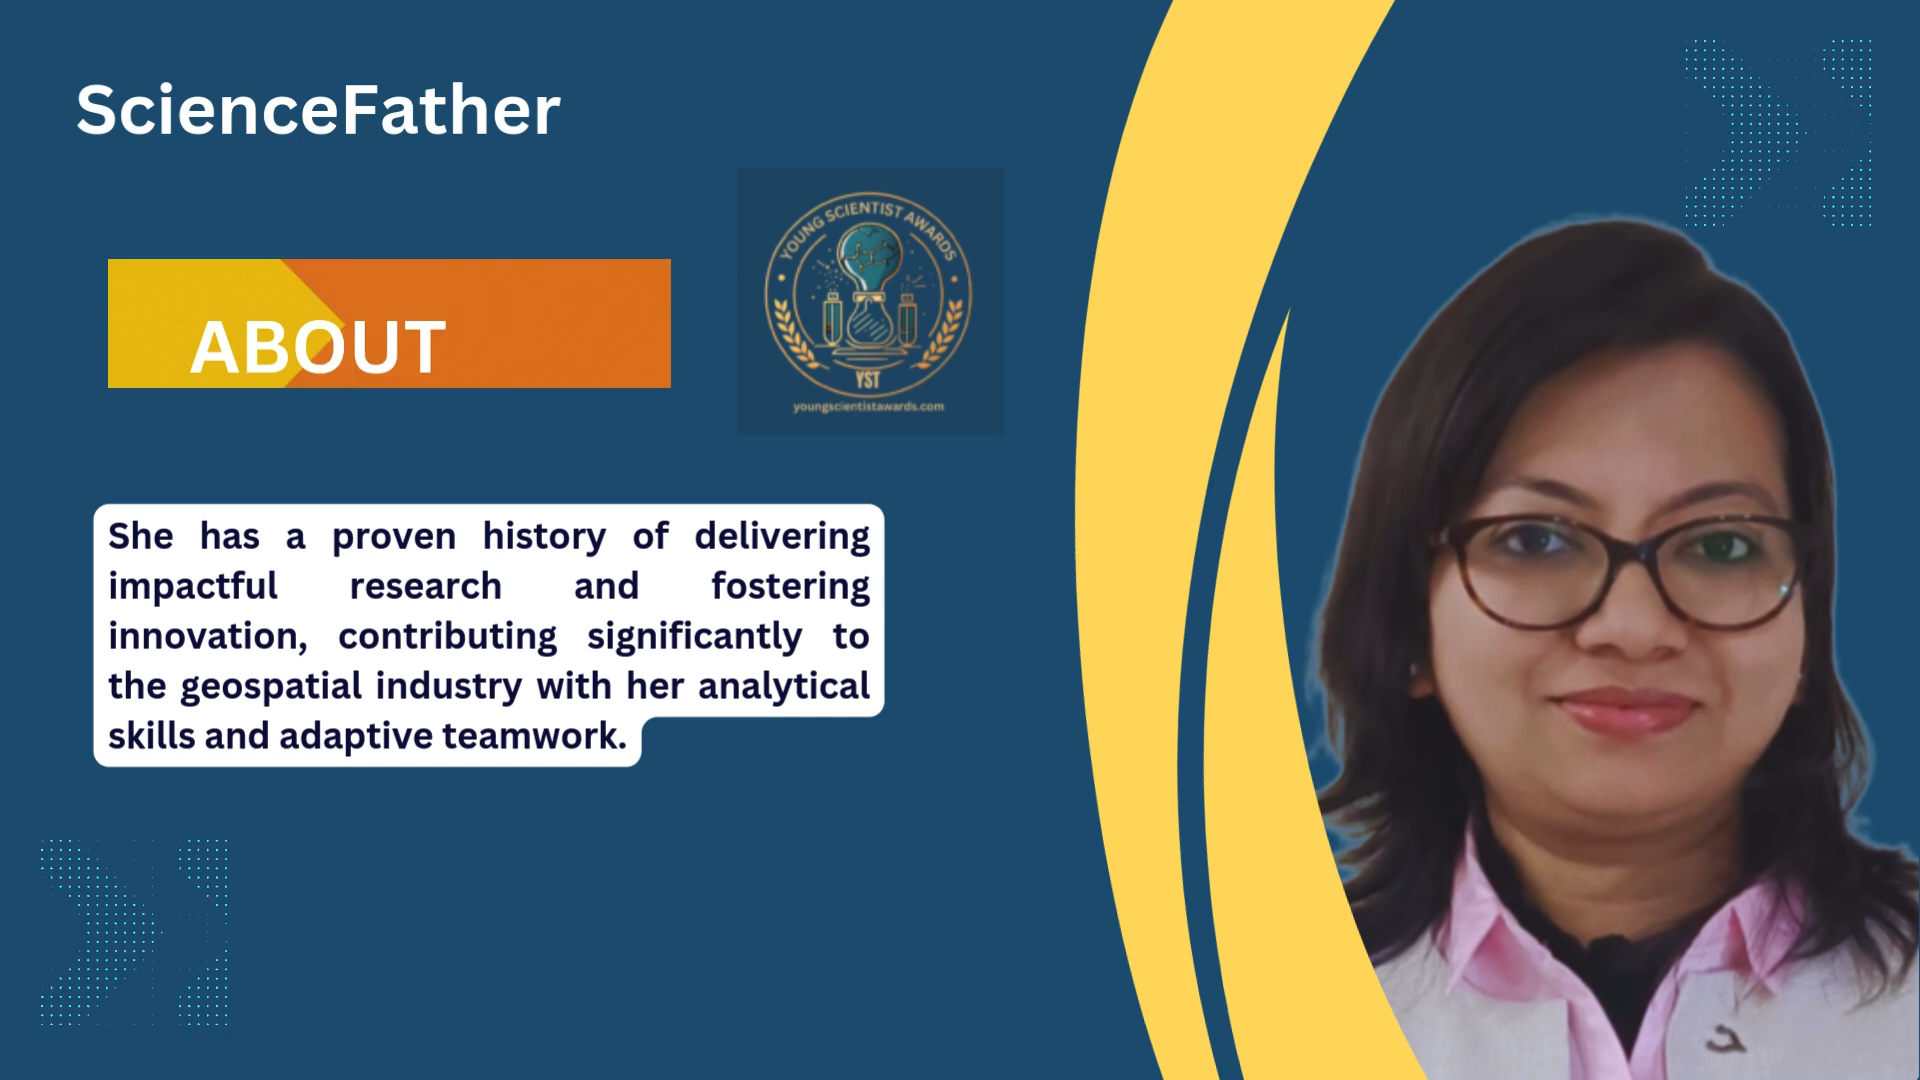 ScienceFather
YOUNG SCIENTIST AWARDS
ABOUT
YST
youngscientistawards.com
She has a proven history of delivering
impactful research and fostering
innovation, contributing significantly to
the geospatial industry with her analytical
skills and adaptive teamwork.